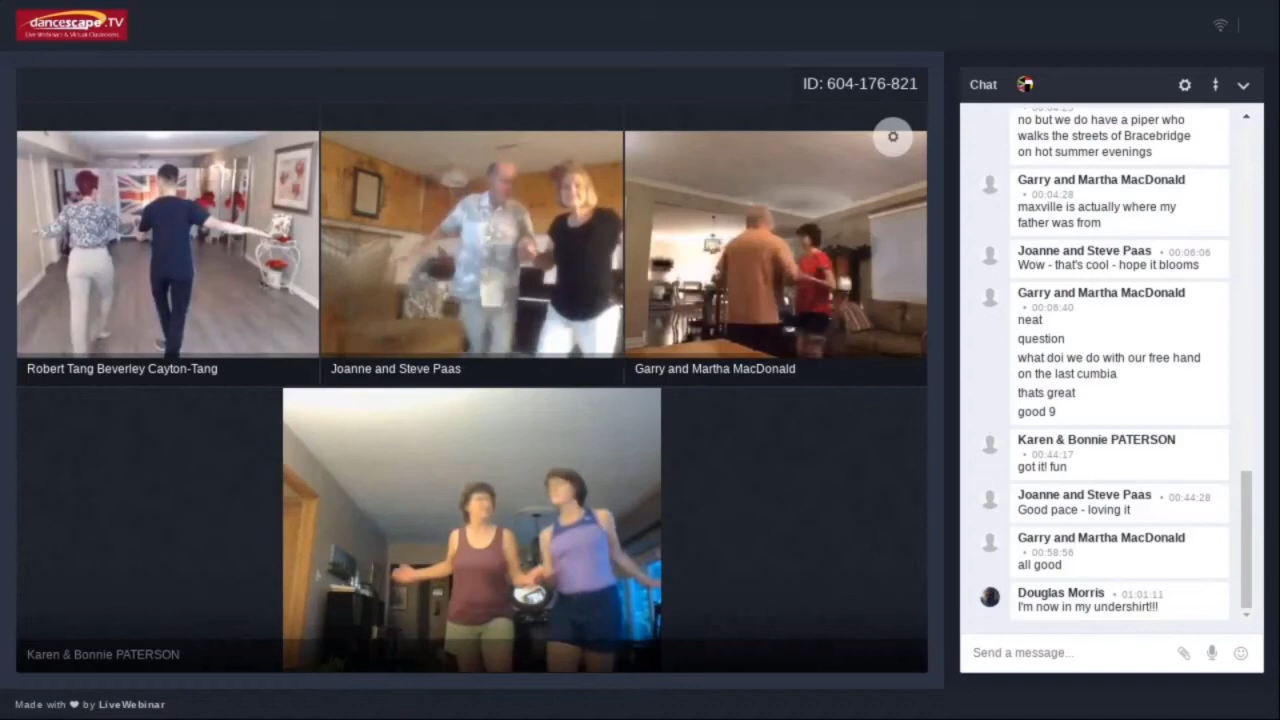 dancescape.TV
Live Webinars & Virtual Classrooms
ID: 604-176-821
Robert Tang Beverley Cayton-Tang
Joanne and Steve Paas
Garry and Martha MacDonald
Karen & Bonnie PATERSON
Chat
no but we do have a piper who
walks the streets of Bracebridge
on hot summer evenings
Garry and Martha MacDonald
• 00:04:28
maxville is actually where my
father was from
Joanne and Steve Paas • 00:06:06
Wow - that's cool - hope it blooms
Garry and Martha MacDonald
• 00:06:40
neat
question
what doi we do with our free hand
on the last cumbia
thats great
good 9
Karen & Bonnie PATERSON
• 00:44:17
got it! fun
Joanne and Steve Paas • 00:44:28
Good pace - loving it
Garry and Martha MacDonald
• 00:58:56
all good
Douglas Morris • 01:01:11
I'm now in my undershirt!!!
Send a message...
Made with ❤ by LiveWebinar